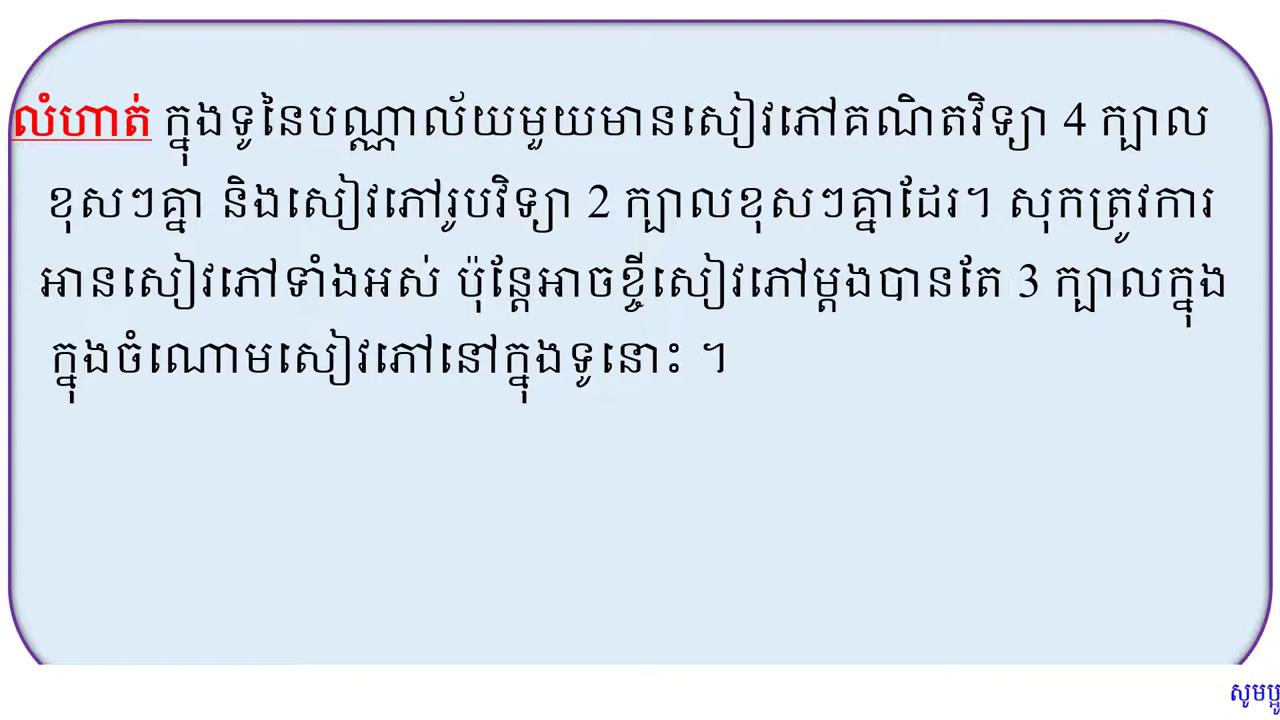 លំហាត់ ក្នុងទូនៃបណ្ណាល័យមួយមានសៀវភៅគណិតវិទ្យា 4 ក្បាល
ខុសៗគ្នា និងសៀវភៅរូបវិទ្យា 2 ក្បាលខុសៗគ្នាដែរ។ សុកត្រូវការ
អានសៀវភៅទាំងអស់ ប៉ុន្តែអាចខ្ចីសៀវភៅម្តងបានតែ 3 ក្បាលក្នុង
ក្នុងចំណោមសៀវភៅនៅក្នុងទូនោះ ។